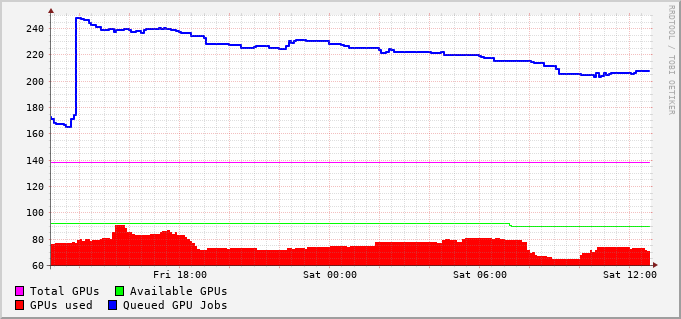 240
220
200
180
160
140
120
100
80
60
Fri 18:00 Sat 00:00 Sat 06:00 Sat 12:00
Total GPUs Available GPUs
GPUs used Queued GPU Jobs
RRDTOOL / TOBI OETIKER